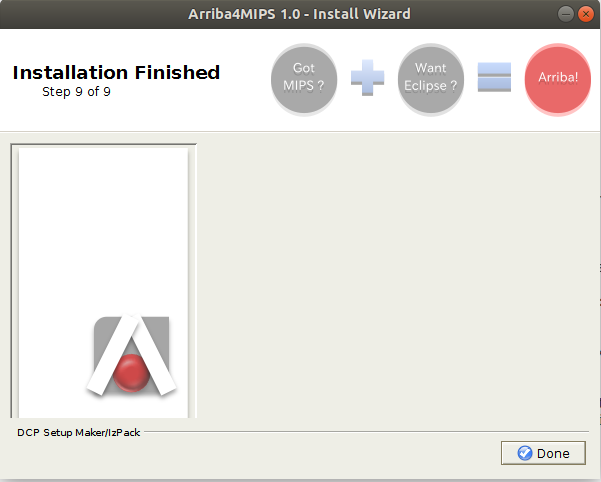 Arriba4MIPS 1.0 - Install Wizard
Installation Finished
Step 9 of 9
Got
MIPS ?
Want
Eclipse ?
Arriba!
DCP Setup Maker/IzPack
Done